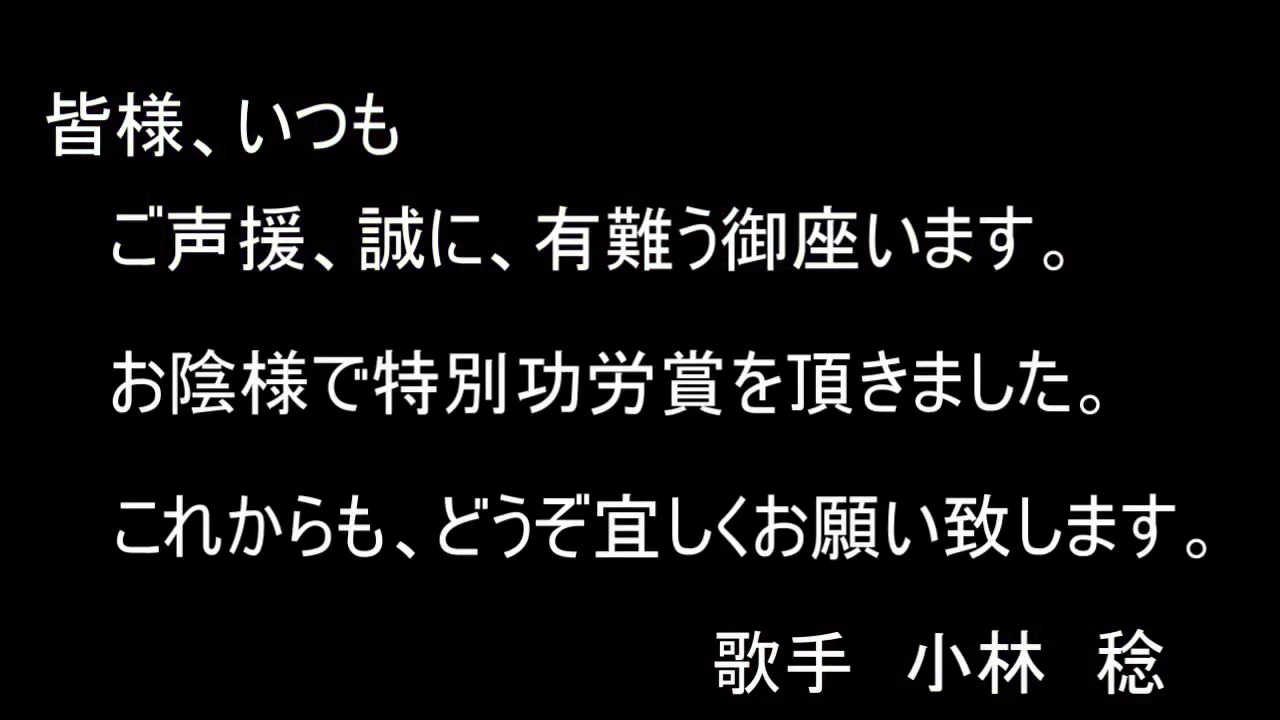 皆様、いつも
ご声援、誠に、有難う御座います。
お陰様で特別功労賞を頂きました。
これからも、どうぞ宜しくお願い致します。
歌手　小林　稔